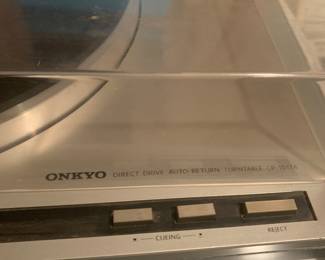 ONKYO DIRECT DRIVE AUTO-RETURN TURNTABLE
CUEING
REJECT